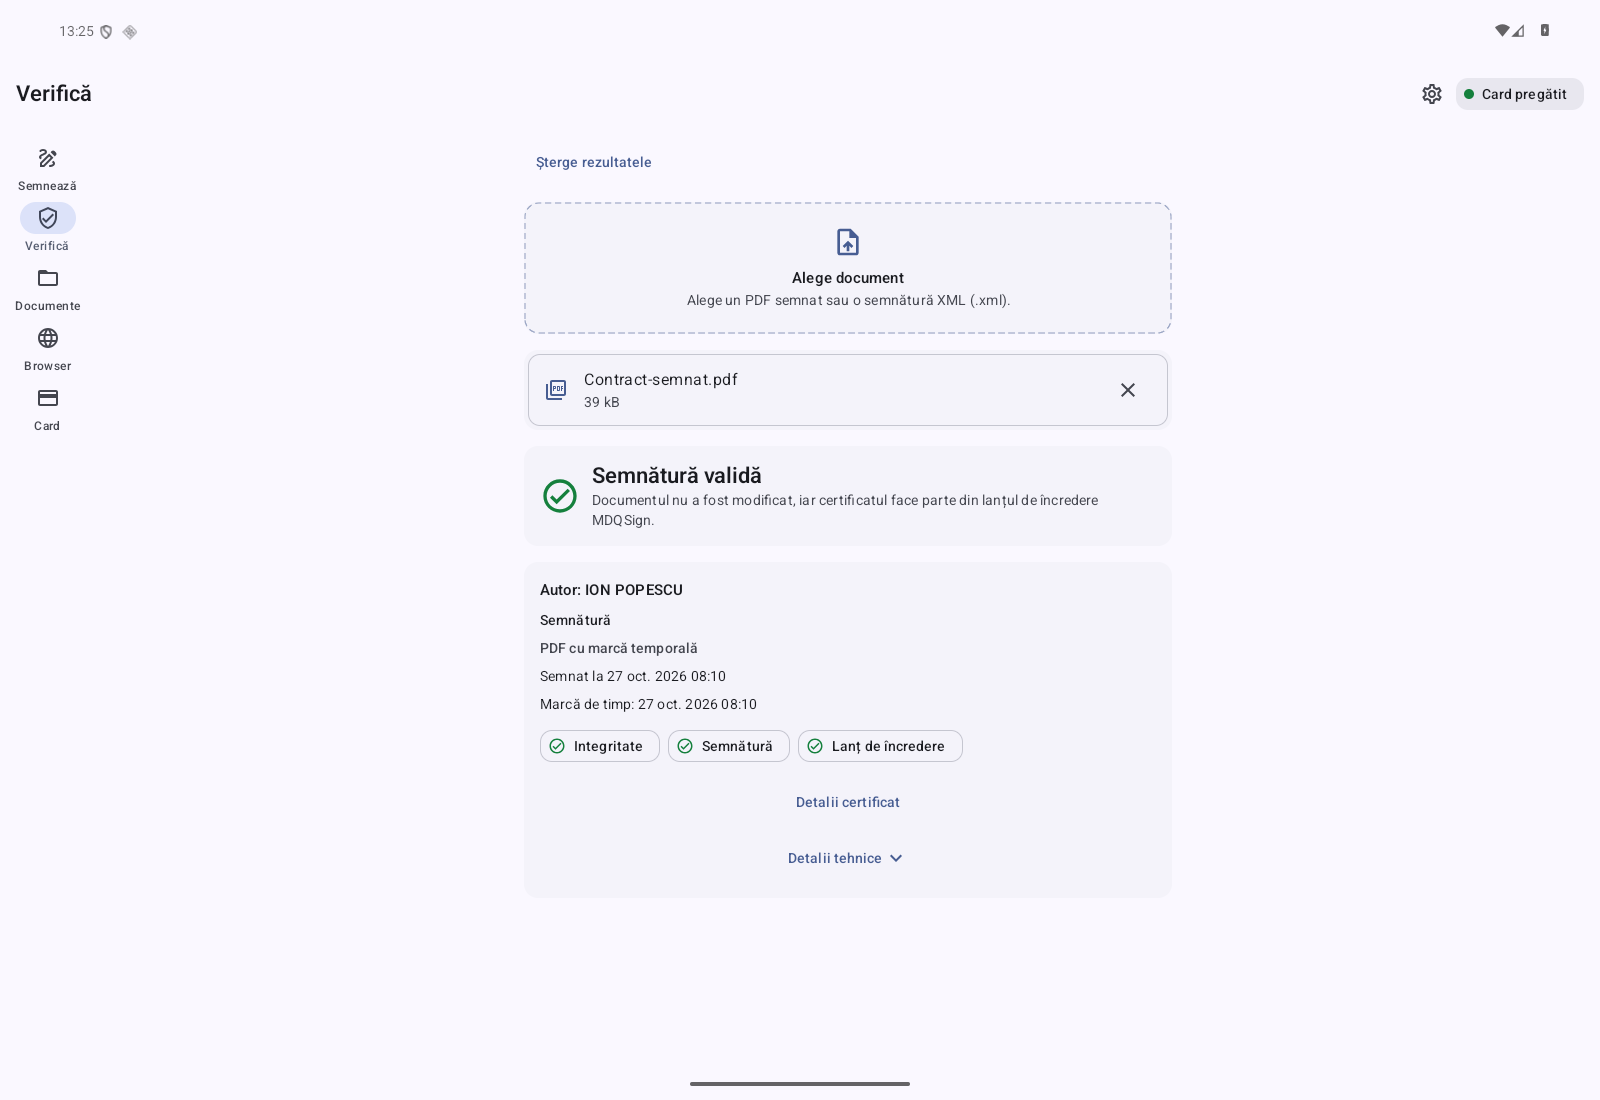 13:25
Verifică
Card pregătit
Semnează
Verifică
Documente
Browser
Card
Șterge rezultatele
Alege document
Alege un PDF semnat sau o semnătură XML (.xml).
PDF
Contract-semnat.pdf
39 kB
Semnătură validă
Documentul nu a fost modificat, iar certificatul face parte din lanțul de încredere
MDQSign.
Autor: ION POPESCU
Semnătură
PDF cu marcă temporală
Semnat la 27 oct. 2026 08:10
Marcă de timp: 27 oct. 2026 08:10
Integritate
Semnătură
Lanț de încredere
Detalii certificat
Detalii tehnice